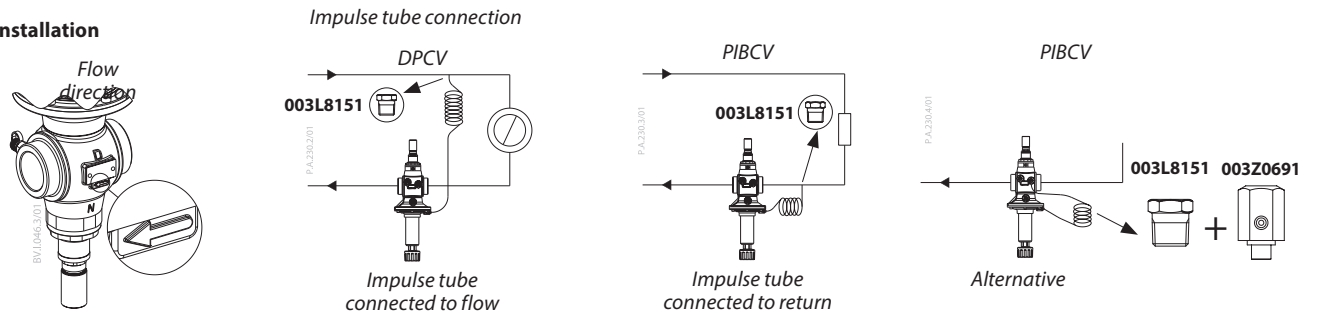 nstallation
Flow
direction
N
BV.I.046.3/01
Impulse tube connection
DPCV
003L8151
P.A.230.2/01
Impulse tube
connected to flow
PIBCV
003L8151
P.A.230.3/01
Impulse tube
connected to return
PIBCV
P.A.230.4/01
003L8151 003Z0691
+
Alternative